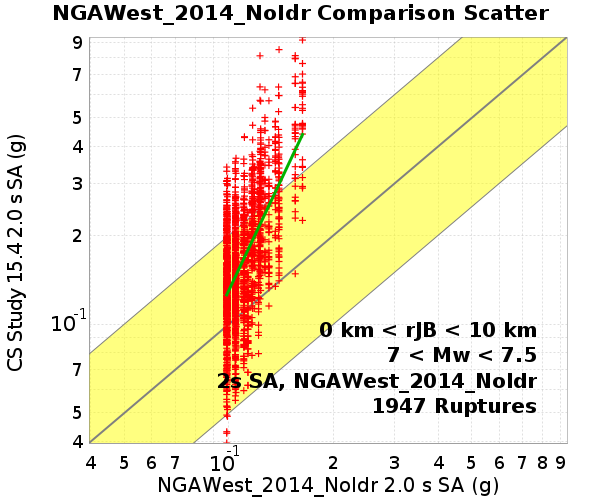 NGAWest_2014_NoIdr Comparison Scatter
9
7
5
4
3
2
10-1
7
5
4
CS Study 15.4 2.0 s SA (g)
0 km < rJB < 10 km
7 < Mw < 7.5
2s SA, NGAWest_2014_NoIdr
1947 Ruptures
4 5 6 7 10-1 2 3 4 5 6 7 8 9
NGAWest_2014_NoIdr 2.0 s SA (g)